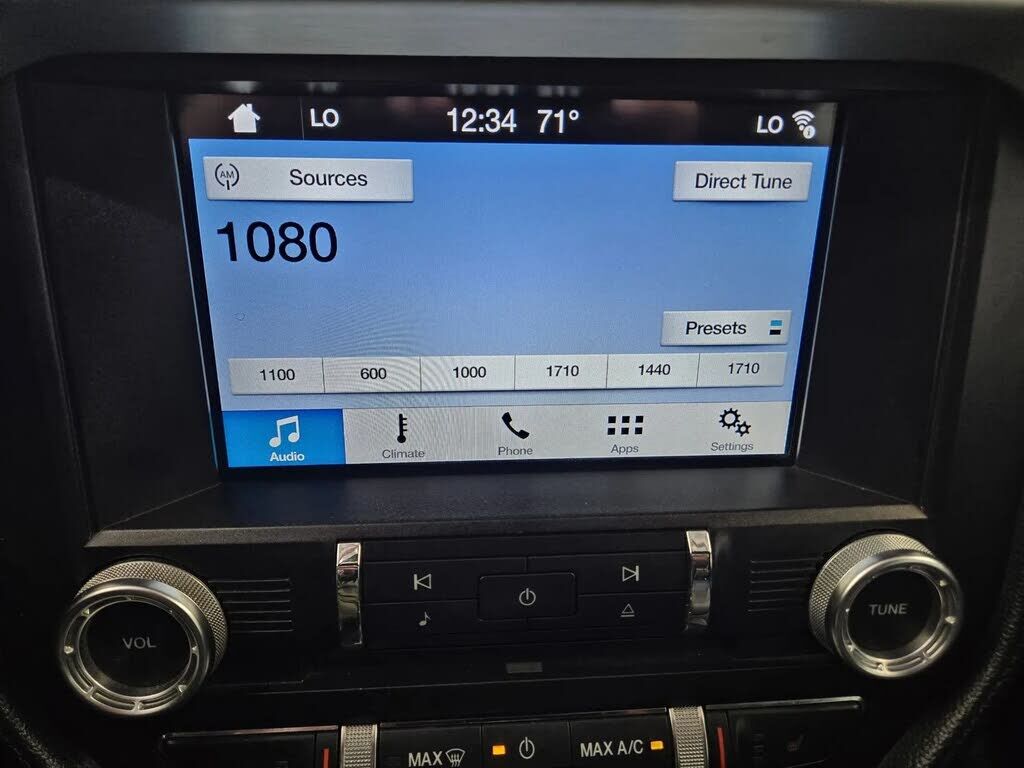 LO 12:34 71° LO
AM Sources Direct Tune
1080
Presets
1100 600 1000 1710 1440 1710
Audio Climate Phone Apps Settings
VOL TUNE
MAX MAX A/C